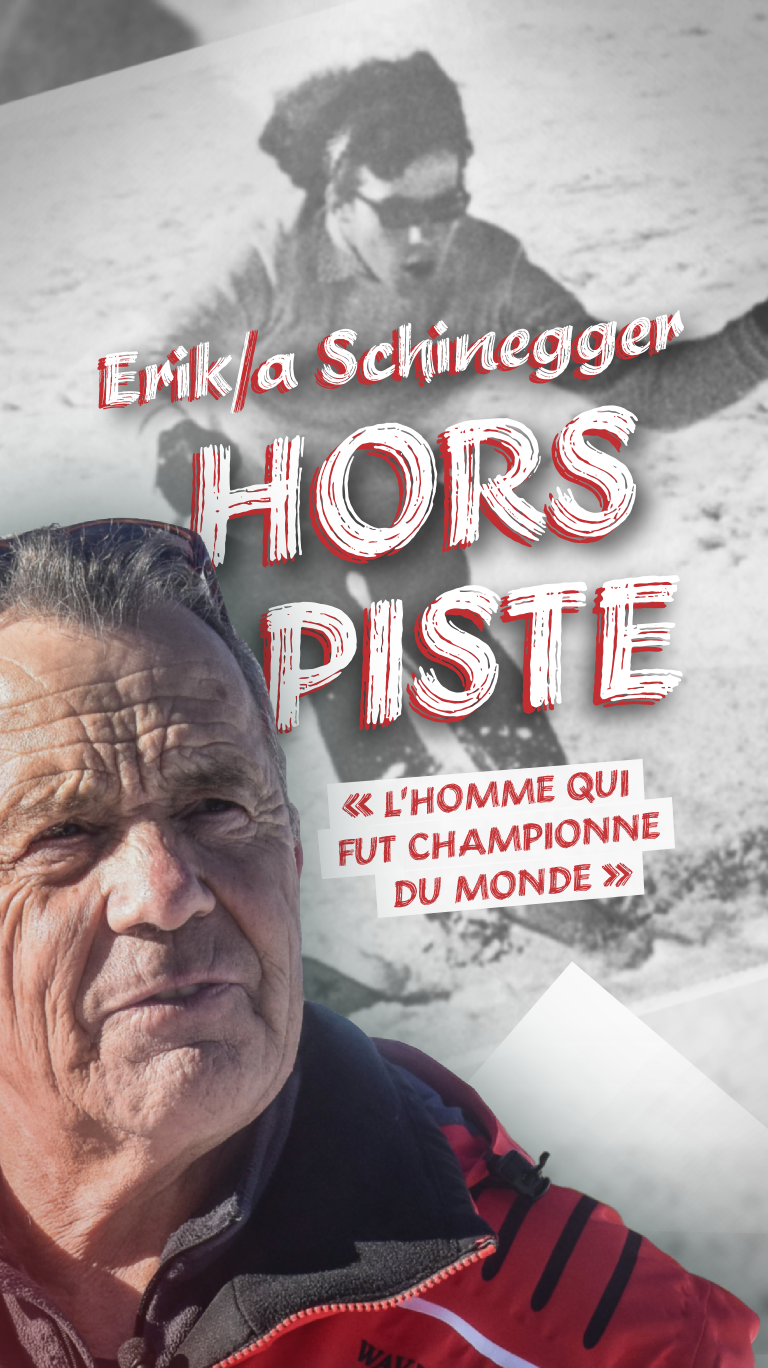 Erik/a Schinegger
HORS
PISTE
« L'HOMME QUI
FUT CHAMPIONNE
DU MONDE »